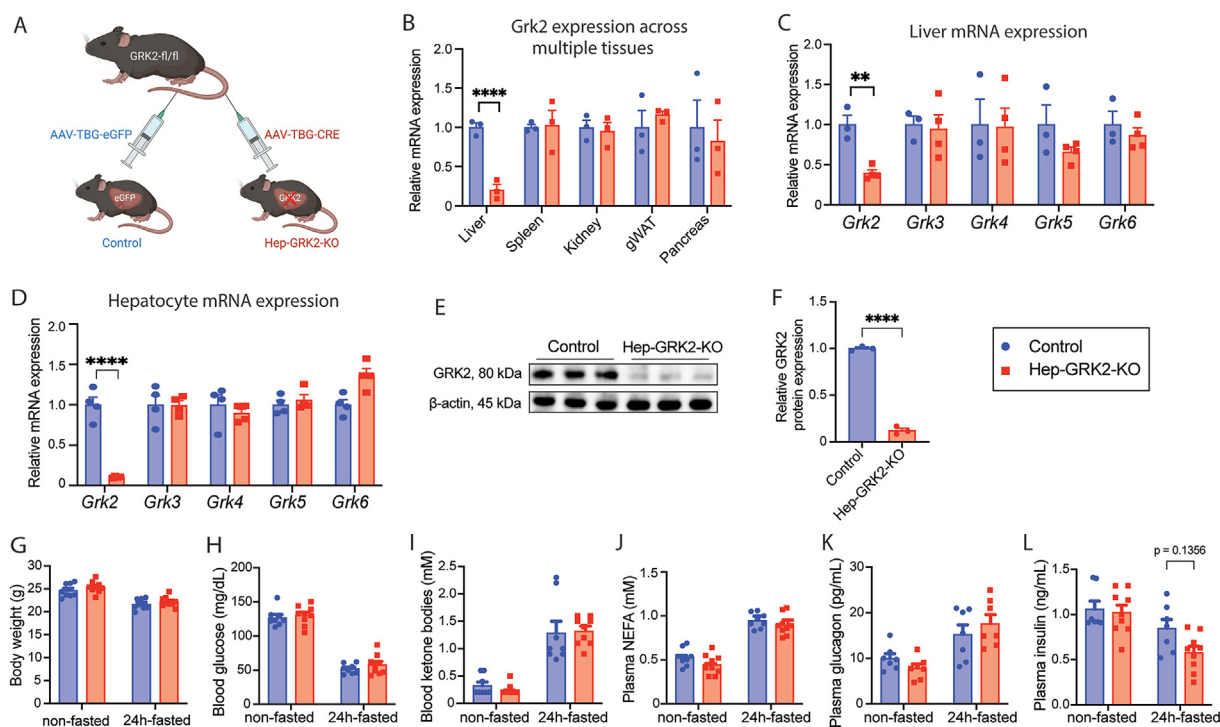 A
GRK2-fl/fl
AAV-TBG-eGFP
AAV-TBG-CRE
eGFP
Grk2
Control
Hep-GRK2-KO
B
Grk2 expression across
multiple tissues
Relative mRNA expression
2.0
1.5
1.0
0.5
0
****
Liver
Spleen
Kidney
gWAT
Pancreas
C
Liver mRNA expression
Relative mRNA expression
2.0
1.5
1.0
0.5
0
**
Grk2
Grk3
Grk4
Grk5
Grk6
D
Hepatocyte mRNA expression
Relative mRNA expression
2.0
1.5
1.0
0.5
0
****
Grk2
Grk3
Grk4
Grk5
Grk6
E
Control
Hep-GRK2-KO
GRK2, 80 kDa
β-actin, 45 kDa
F
Relative GRK2
protein expression
1.5
1.0
0.5
0
****
Control
Hep-GRK2-KO
Control
Hep-GRK2-KO
G
Body weight (g)
30
25
20
15
10
5
0
non-fasted
24h-fasted
H
Blood glucose (mg/dL)
200
150
100
50
0
non-fasted
24h-fasted
I
Blood ketone bodies (mM)
2.5
2.0
1.5
1.0
0.5
0
non-fasted
24h-fasted
J
Plasma NEFA (mM)
1.5
1.0
0.5
0
non-fasted
24h-fasted
K
Plasma glucagon (pg/mL)
30
20
10
0
non-fasted
24h-fasted
L
Plasma insulin (ng/mL)
1.5
1.0
0.5
0.0
p = 0.1356
non-fasted
24h-fasted